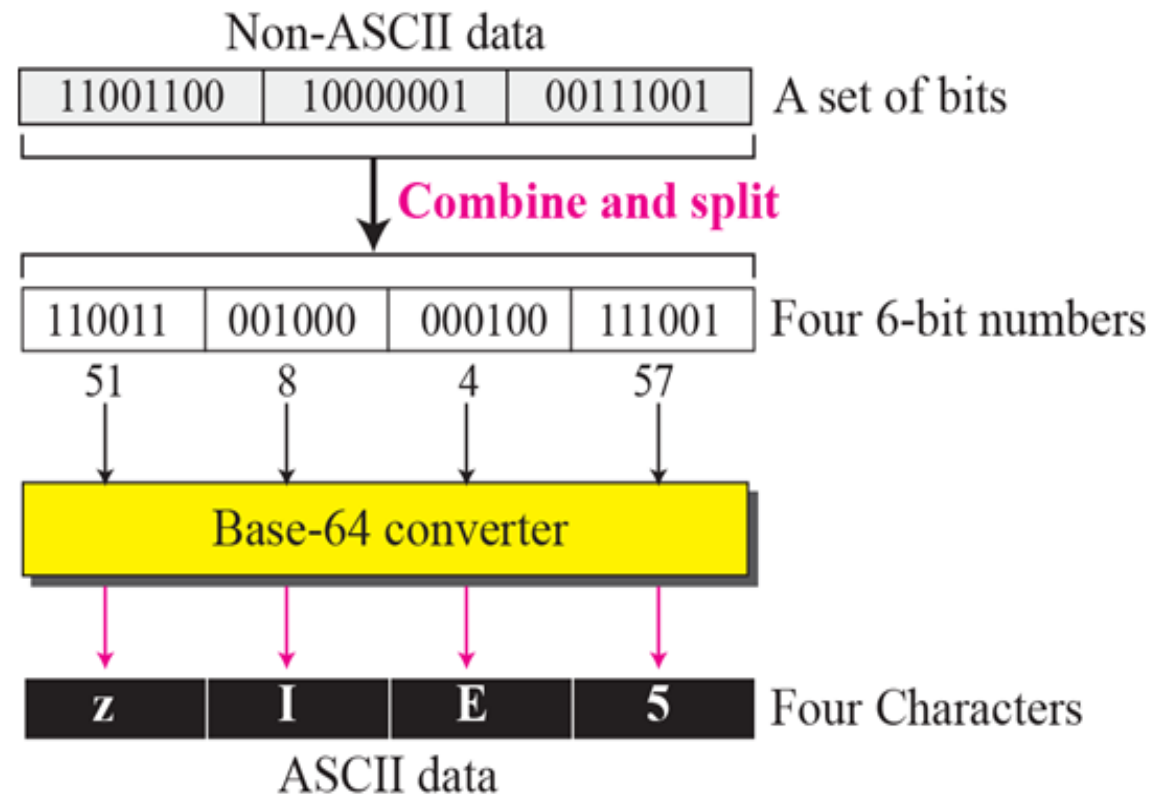 Non-ASCII data
11001100 10000001 00111001 A set of bits
Combine and split
110011 001000 000100 111001 Four 6-bit numbers
51 8 4 57
Base-64 converter
z I E 5 Four Characters
ASCII data